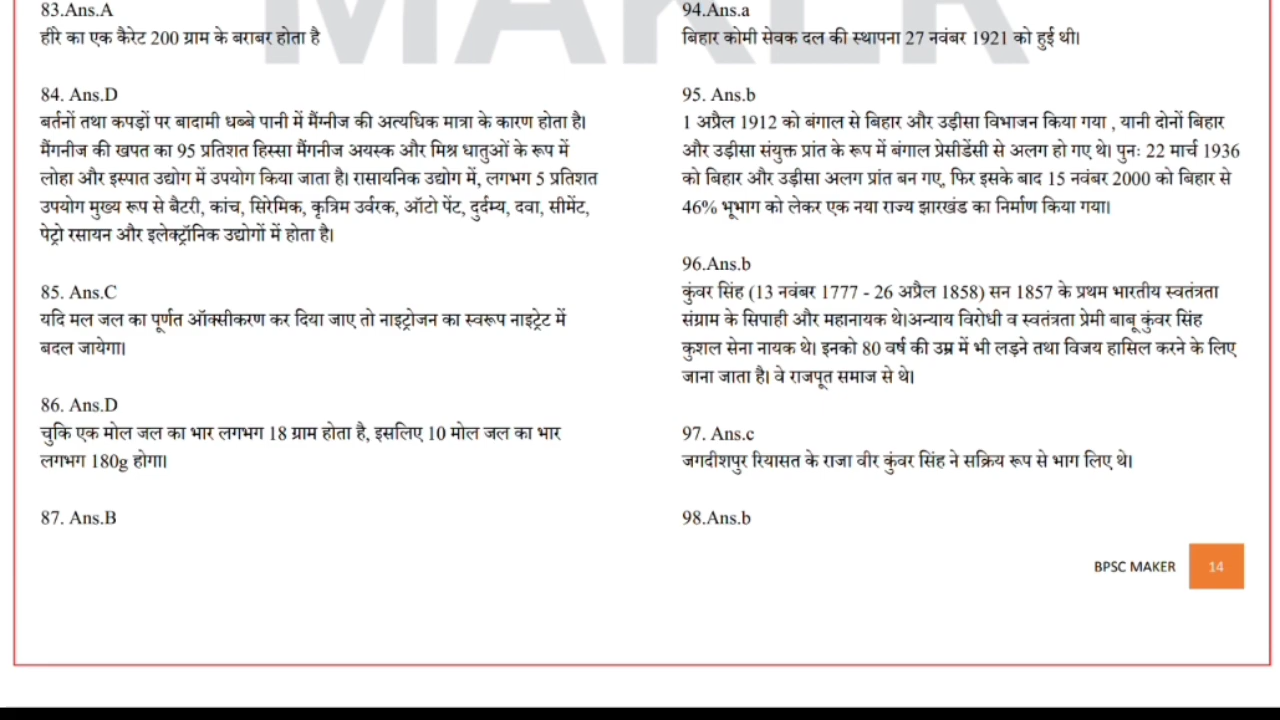 83.Ans.A
हीरे का एक कैरेट 200 ग्राम के बराबर होता है
84. Ans.D
बर्तनों तथा कपड़ों पर बादामी धब्बे पानी में मैंग्नीज की अत्यधिक मात्रा के कारण होता है।
मैंगनीज की खपत का 95 प्रतिशत हिस्सा मैंगनीज अयस्क और मिश्र धातुओं के रूप में
लोहा और इस्पात उद्योग में उपयोग किया जाता है। रासायनिक उद्योग में, लगभग 5 प्रतिशत
उपयोग मुख्य रूप से बैटरी, कांच, सिरेमिक, कृत्रिम उर्वरक, ऑटो पेंट, दुर्दम्य, दवा, सीमेंट,
पेट्रो रसायन और इलेक्ट्रॉनिक उद्योगों में होता है।
85. Ans.C
यदि मल जल का पूर्णत ऑक्सीकरण कर दिया जाए तो नाइट्रोजन का स्वरूप नाइट्रेट में
बदल जायेगा।
86. Ans.D
चुकि एक मोल जल का भार लगभग 18 ग्राम होता है, इसलिए 10 मोल जल का भार
लगभग 180g होगा।
87. Ans.B
94.Ans.a
बिहार कोमी सेवक दल की स्थापना 27 नवंबर 1921 को हुई थी।
95. Ans.b
1 अप्रैल 1912 को बंगाल से बिहार और उड़ीसा विभाजन किया गया , यानी दोनों बिहार
और उड़ीसा संयुक्त प्रांत के रूप में बंगाल प्रेसीडेंसी से अलग हो गए थे। पुनः 22 मार्च 1936
को बिहार और उड़ीसा अलग प्रांत बन गए, फिर इसके बाद 15 नवंबर 2000 को बिहार से
46% भूभाग को लेकर एक नया राज्य झारखंड का निर्माण किया गया।
96.Ans.b
कुंवर सिंह (13 नवंबर 1777 - 26 अप्रैल 1858) सन 1857 के प्रथम भारतीय स्वतंत्रता
संग्राम के सिपाही और महानायक थे।अन्याय विरोधी व स्वतंत्रता प्रेमी बाबू कुंवर सिंह
कुशल सेना नायक थे। इनको 80 वर्ष की उम्र में भी लड़ने तथा विजय हासिल करने के लिए
जाना जाता है। वे राजपूत समाज से थे।
97. Ans.c
जगदीशपुर रियासत के राजा वीर कुंवर सिंह ने सक्रिय रूप से भाग लिए थे।
98.Ans.b
BPSC MAKER 14